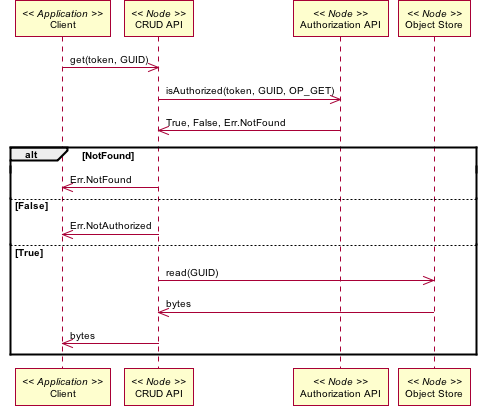 << Application >>
Client
<< Node >>
CRUD API
<< Node >>
Authorization API
<< Node >>
Object Store
get(token, GUID)
isAuthorized(token, GUID, OP_GET)
True, False, Err.NotFound
alt
[NotFound]
Err.NotFound
[False]
Err.NotAuthorized
[True]
read(GUID)
bytes
bytes
<< Application >>
Client
<< Node >>
CRUD API
<< Node >>
Authorization API
<< Node >>
Object Store